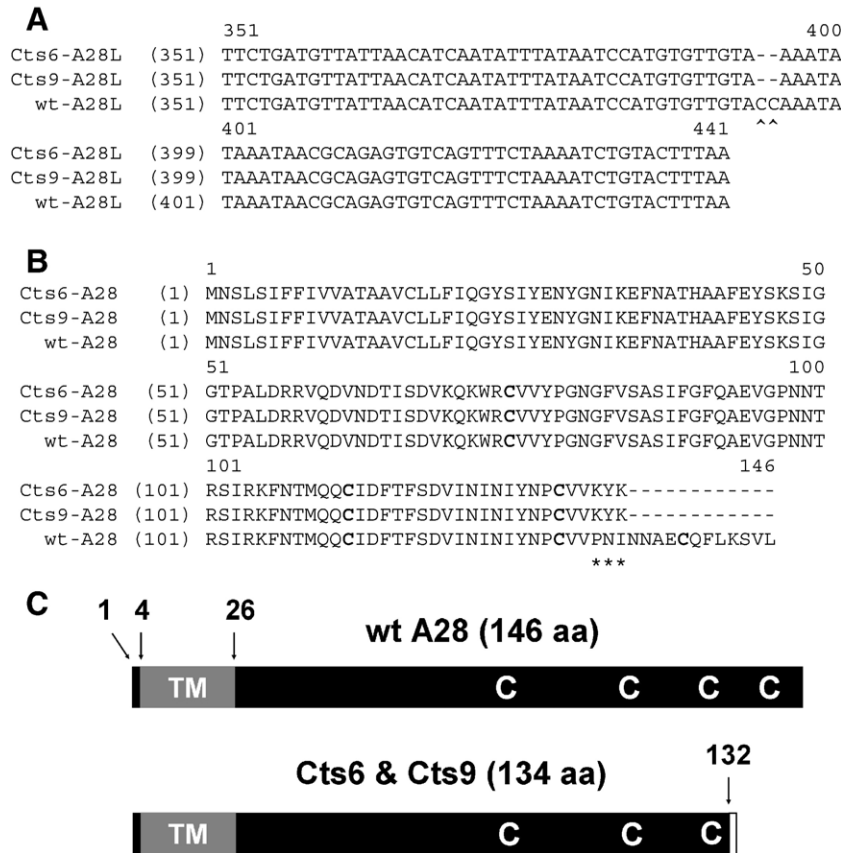 A
351 400
Cts6-A28L (351) TTCTGATGTTATTAACATCAATATTTATAATCCATGTGTTGTA--AAATA
Cts9-A28L (351) TTCTGATGTTATTAACATCAATATTTATAATCCATGTGTTGTA--AAATA
wt-A28L (351) TTCTGATGTTATTAACATCAATATTTATAATCCATGTGTTGTACCAAATA
^^
401 441
Cts6-A28L (399) TAAATAACGCAGAGTGTCAGTTTCTAAAATCTGTACTTTAA
Cts9-A28L (399) TAAATAACGCAGAGTGTCAGTTTCTAAAATCTGTACTTTAA
wt-A28L (401) TAAATAACGCAGAGTGTCAGTTTCTAAAATCTGTACTTTAA
B
1 50
Cts6-A28 (1) MNSLSIFFIVVATAAVCLLFIQGYSIYENYGNIKEFNATHAAFEYSKSIG
Cts9-A28 (1) MNSLSIFFIVVATAAVCLLFIQGYSIYENYGNIKEFNATHAAFEYSKSIG
wt-A28 (1) MNSLSIFFIVVATAAVCLLFIQGYSIYENYGNIKEFNATHAAFEYSKSIG
51 100
Cts6-A28 (51) GTPALDRRVQDVNDTISDVKQKWRCVVYPGNGFVSASIFGFQAEVGPNNT
Cts9-A28 (51) GTPALDRRVQDVNDTISDVKQKWRCVVYPGNGFVSASIFGFQAEVGPNNT
wt-A28 (51) GTPALDRRVQDVNDTISDVKQKWRCVVYPGNGFVSASIFGFQAEVGPNNT
101 146
Cts6-A28 (101) RSIRKFNTMQQCIDFTFSDVININIYNPCVVKYK------------
Cts9-A28 (101) RSIRKFNTMQQCIDFTFSDVININIYNPCVVKYK------------
wt-A28 (101) RSIRKFNTMQQCIDFTFSDVININIYNPCVVPNINNAECQFLKSVL
***
C
1 4 26
wt A28 (146 aa)
TM C C C C
Cts6 & Cts9 (134 aa)
132
TM C C C